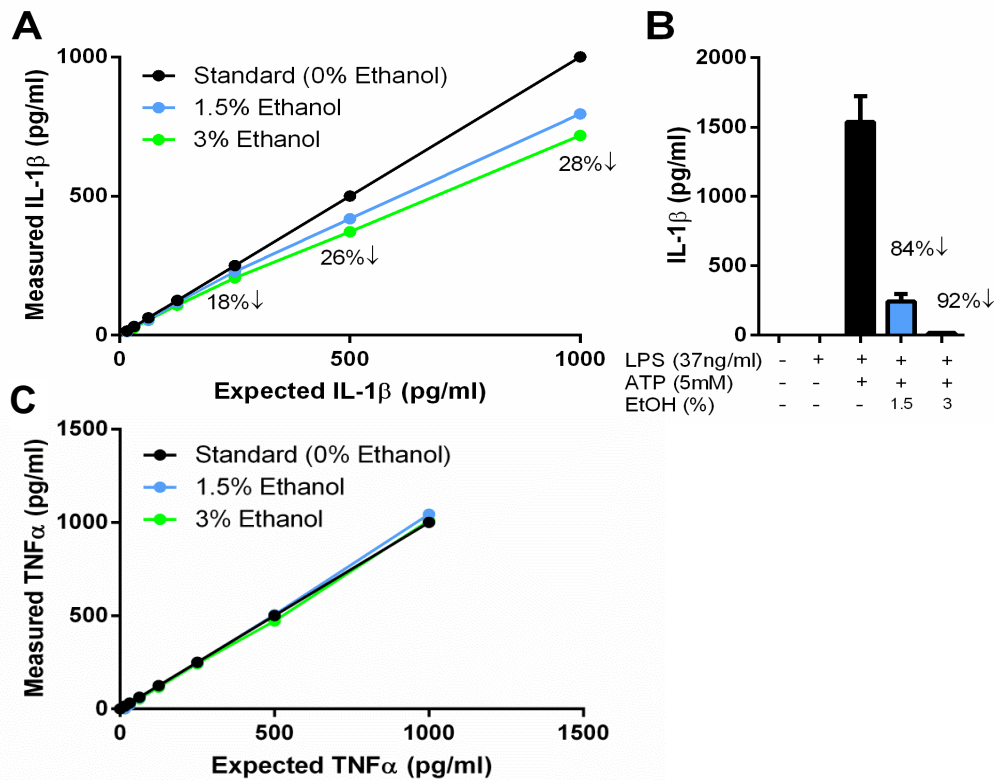 A
Measured IL-1β (pg/ml)
1000
500
0
Standard (0% Ethanol)
1.5% Ethanol
3% Ethanol
18%↓
26%↓
28%↓
0 500 1000
Expected IL-1β (pg/ml)
B
IL-1β (pg/ml)
2000
1500
1000
500
0
84%↓
92%↓
LPS (37ng/ml) - + + + +
ATP (5mM) - - + + +
EtOH (%) - - - 1.5 3
C
Measured TNFα (pg/ml)
1500
1000
500
0
Standard (0% Ethanol)
1.5% Ethanol
3% Ethanol
0 500 1000 1500
Expected TNFα (pg/ml)